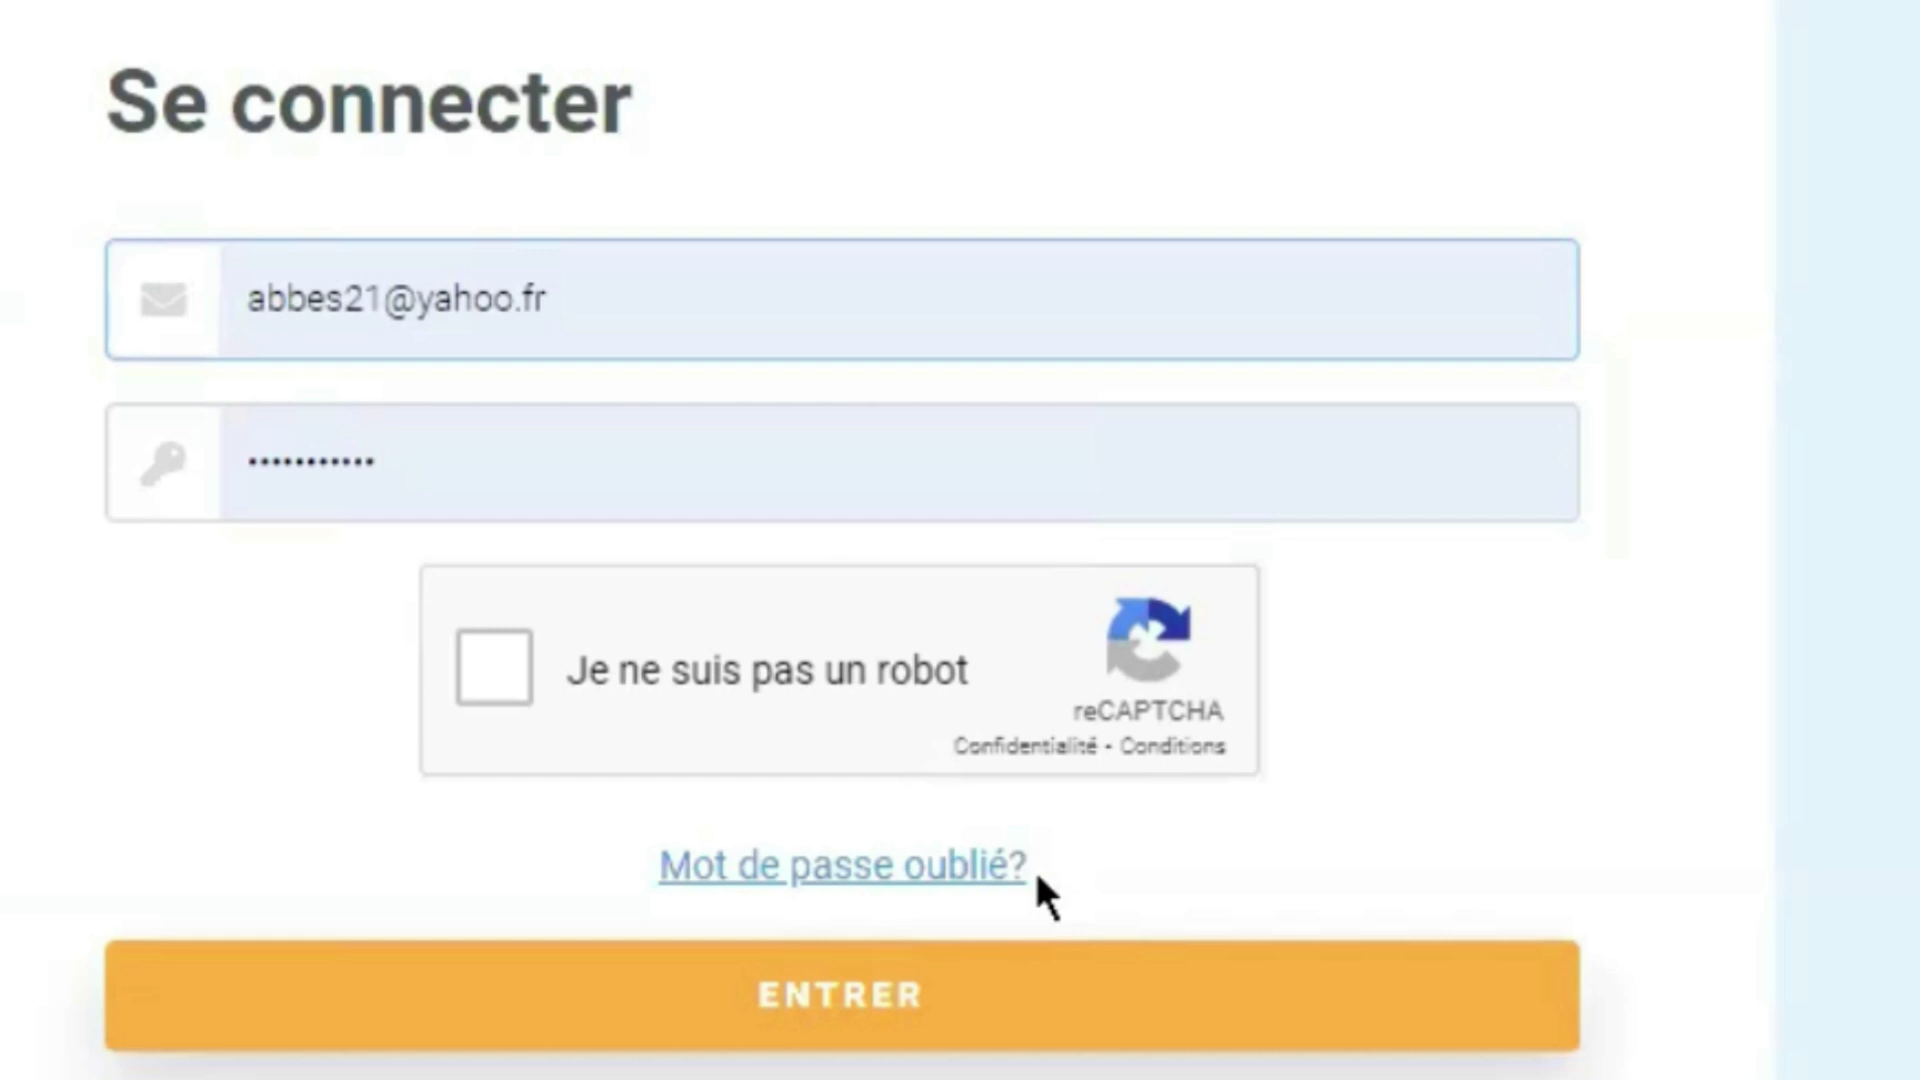 Se connecter
abbes21@yahoo.fr
•••••••••••
Je ne suis pas un robot
reCAPTCHA
Confidentialité - Conditions
Mot de passe oublié?
ENTRER